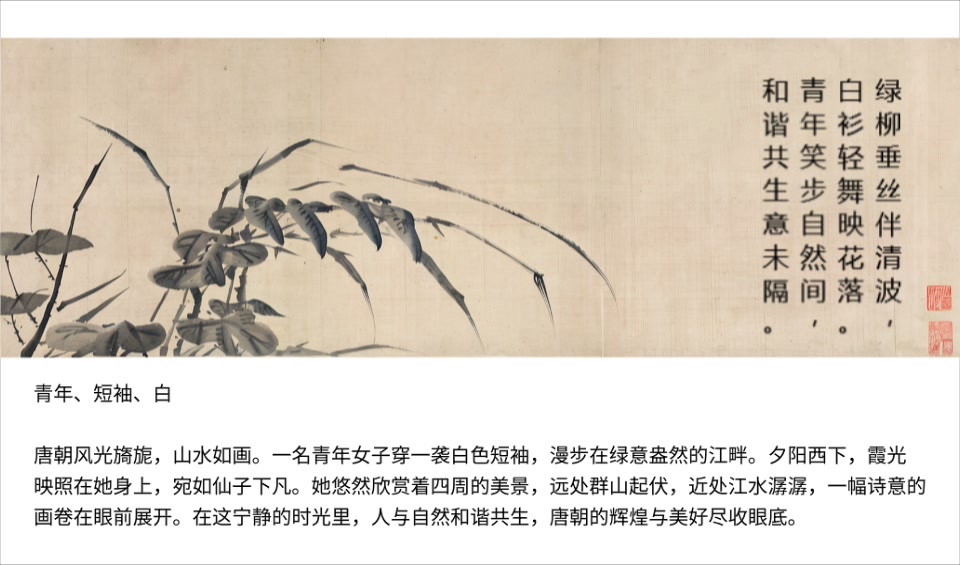 绿柳垂丝伴清波，
白衫轻舞映花落。
青年笑步自然间，
和谐共生意未隔。
青年、短袖、白
唐朝风光旖旎，山水如画。一名青年女子穿一袭白色短袖，漫步在绿意盎然的江畔。夕阳西下，霞光
映照在她身上，宛如仙子下凡。她悠然欣赏着四周的美景，远处群山起伏，近处江水潺潺，一幅诗意的
画卷在眼前展开。在这宁静的时光里，人与自然和谐共生，唐朝的辉煌与美好尽收眼底。